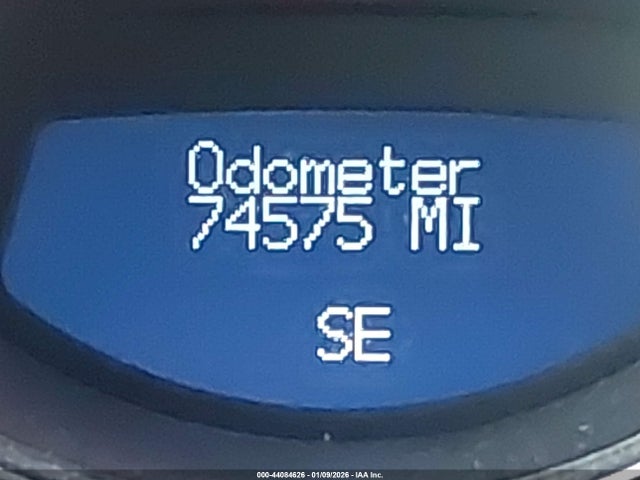 Odometer
74575 MI
SE
000-44084626 - 01/09/2026 - IAA Inc.